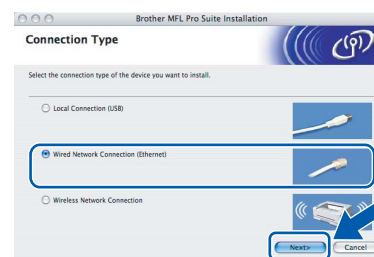 Brother MFL Pro Suite Installation
Connection Type
Select the connection type of the device you want to install.
Local Connection (USB)
Wired Network Connection (Ethernet)
Wireless Network Connection
Next> Cancel